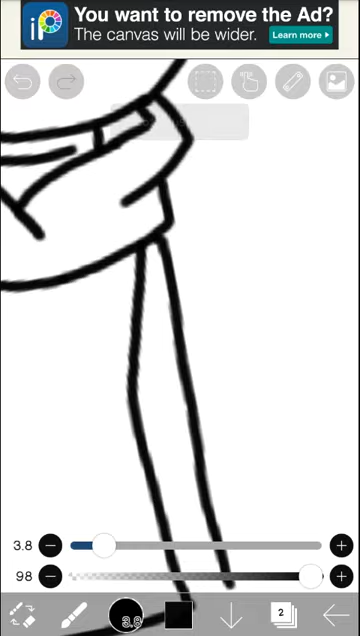 iP
You want to remove the Ad?
The canvas will be wider.
Learn more
3.8
98
3.8
2